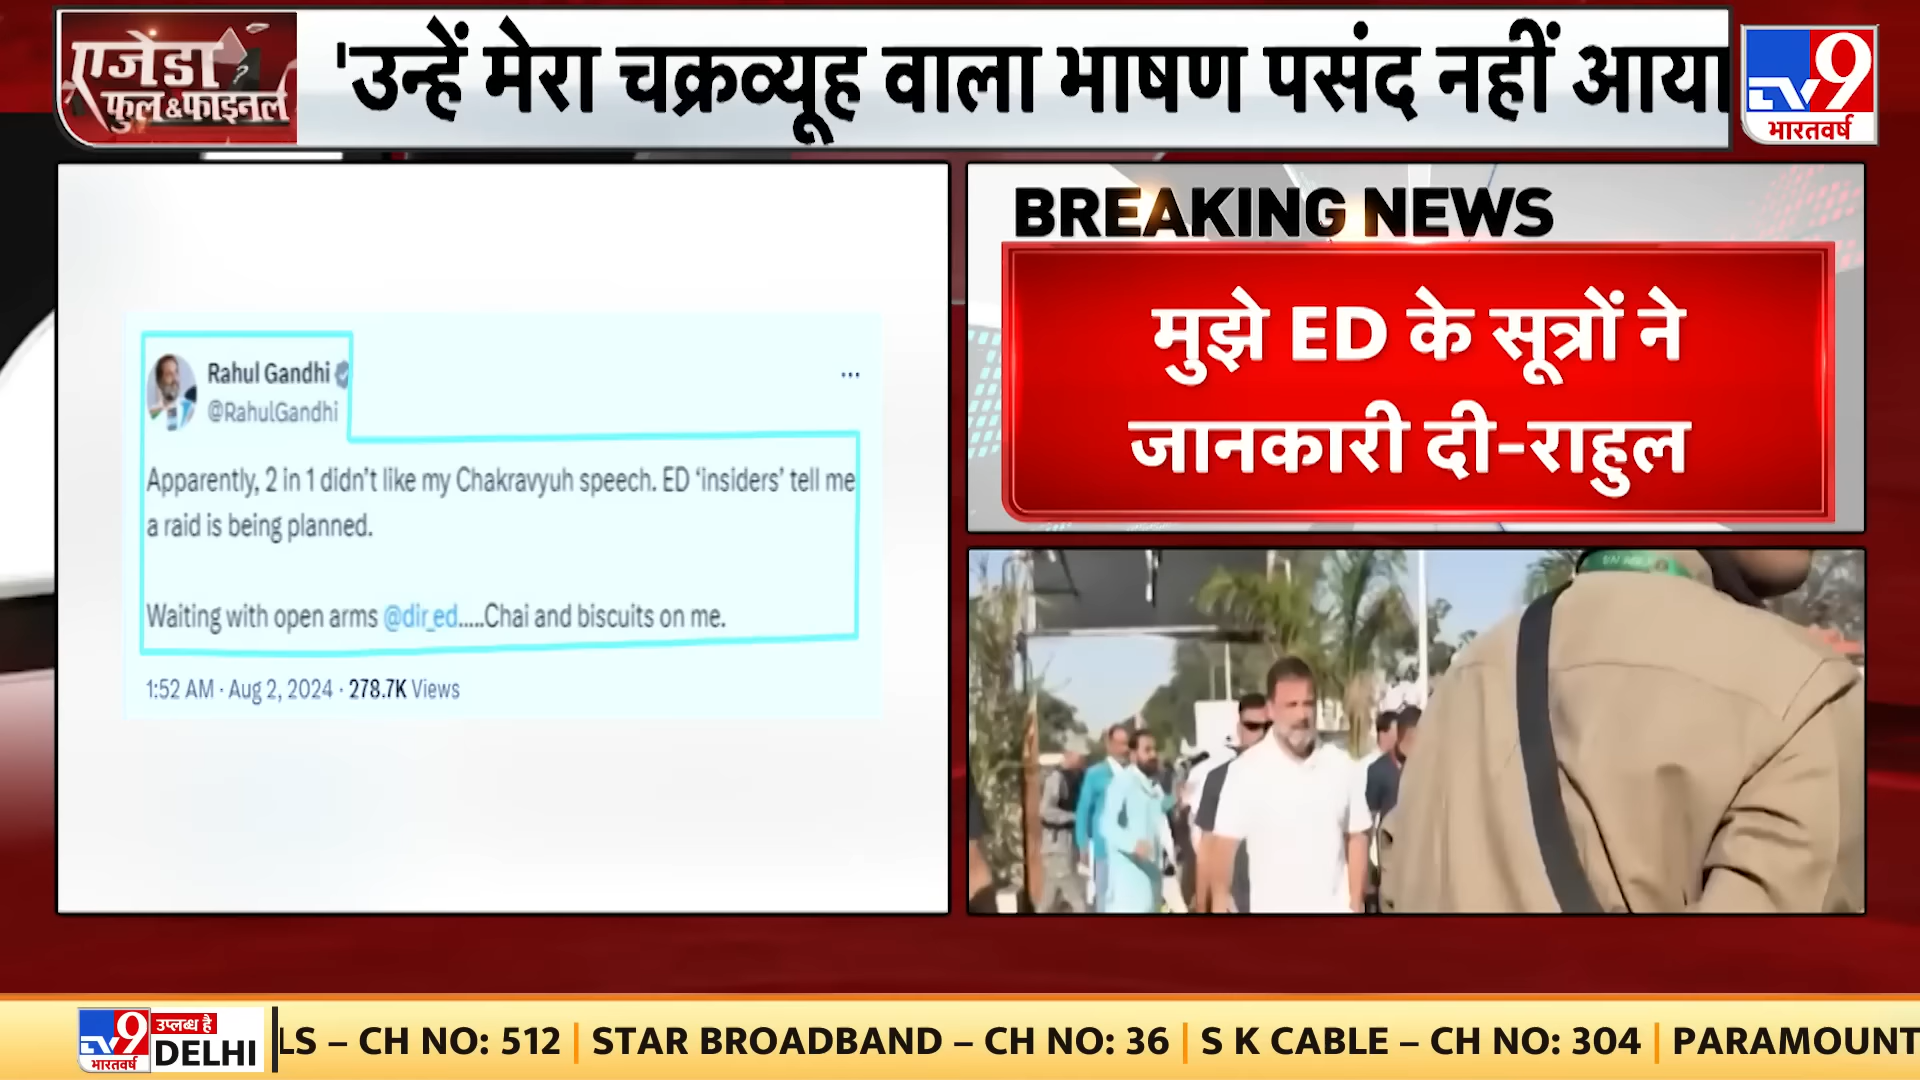 एजेंडा
फुल&फाइनल
'उन्हें मेरा चक्रव्यूह वाला भाषण पसंद नहीं आया
TV9
भारतवर्ष
Rahul Gandhi
@RahulGandhi
...
Apparently, 2 in 1 didn't like my Chakravyuh speech. ED ‘insiders’ tell me
a raid is being planned.
Waiting with open arms @dir_ed.....Chai and biscuits on me.
1:52 AM · Aug 2, 2024 · 278.7K Views
BREAKING NEWS
मुझे ED के सूत्रों ने
जानकारी दी-राहुल
TV9
भारतवर्ष
उप्लब्ध है
DELHI
LS – CH NO: 512 | STAR BROADBAND – CH NO: 36 | S K CABLE – CH NO: 304 | PARAMOUNT